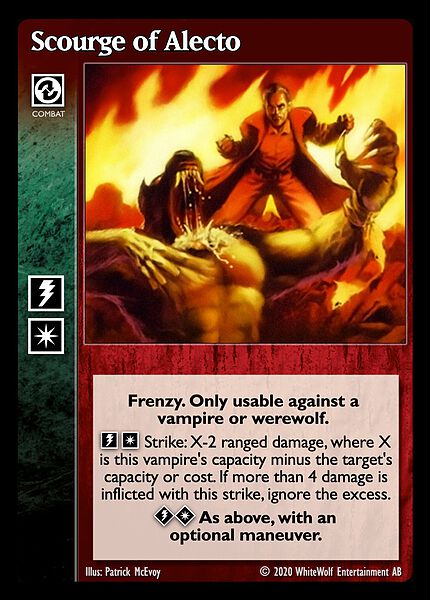 Scourge of Alecto
COMBAT
Frenzy. Only usable against a
vampire or werewolf.
Strike: X-2 ranged damage, where X
is this vampire's capacity minus the target's
capacity or cost. If more than 4 damage is
inflicted with this strike, ignore the excess.
As above, with an
optional maneuver.
Illus: Patrick McEvoy
© 2020 WhiteWolf Entertainment AB